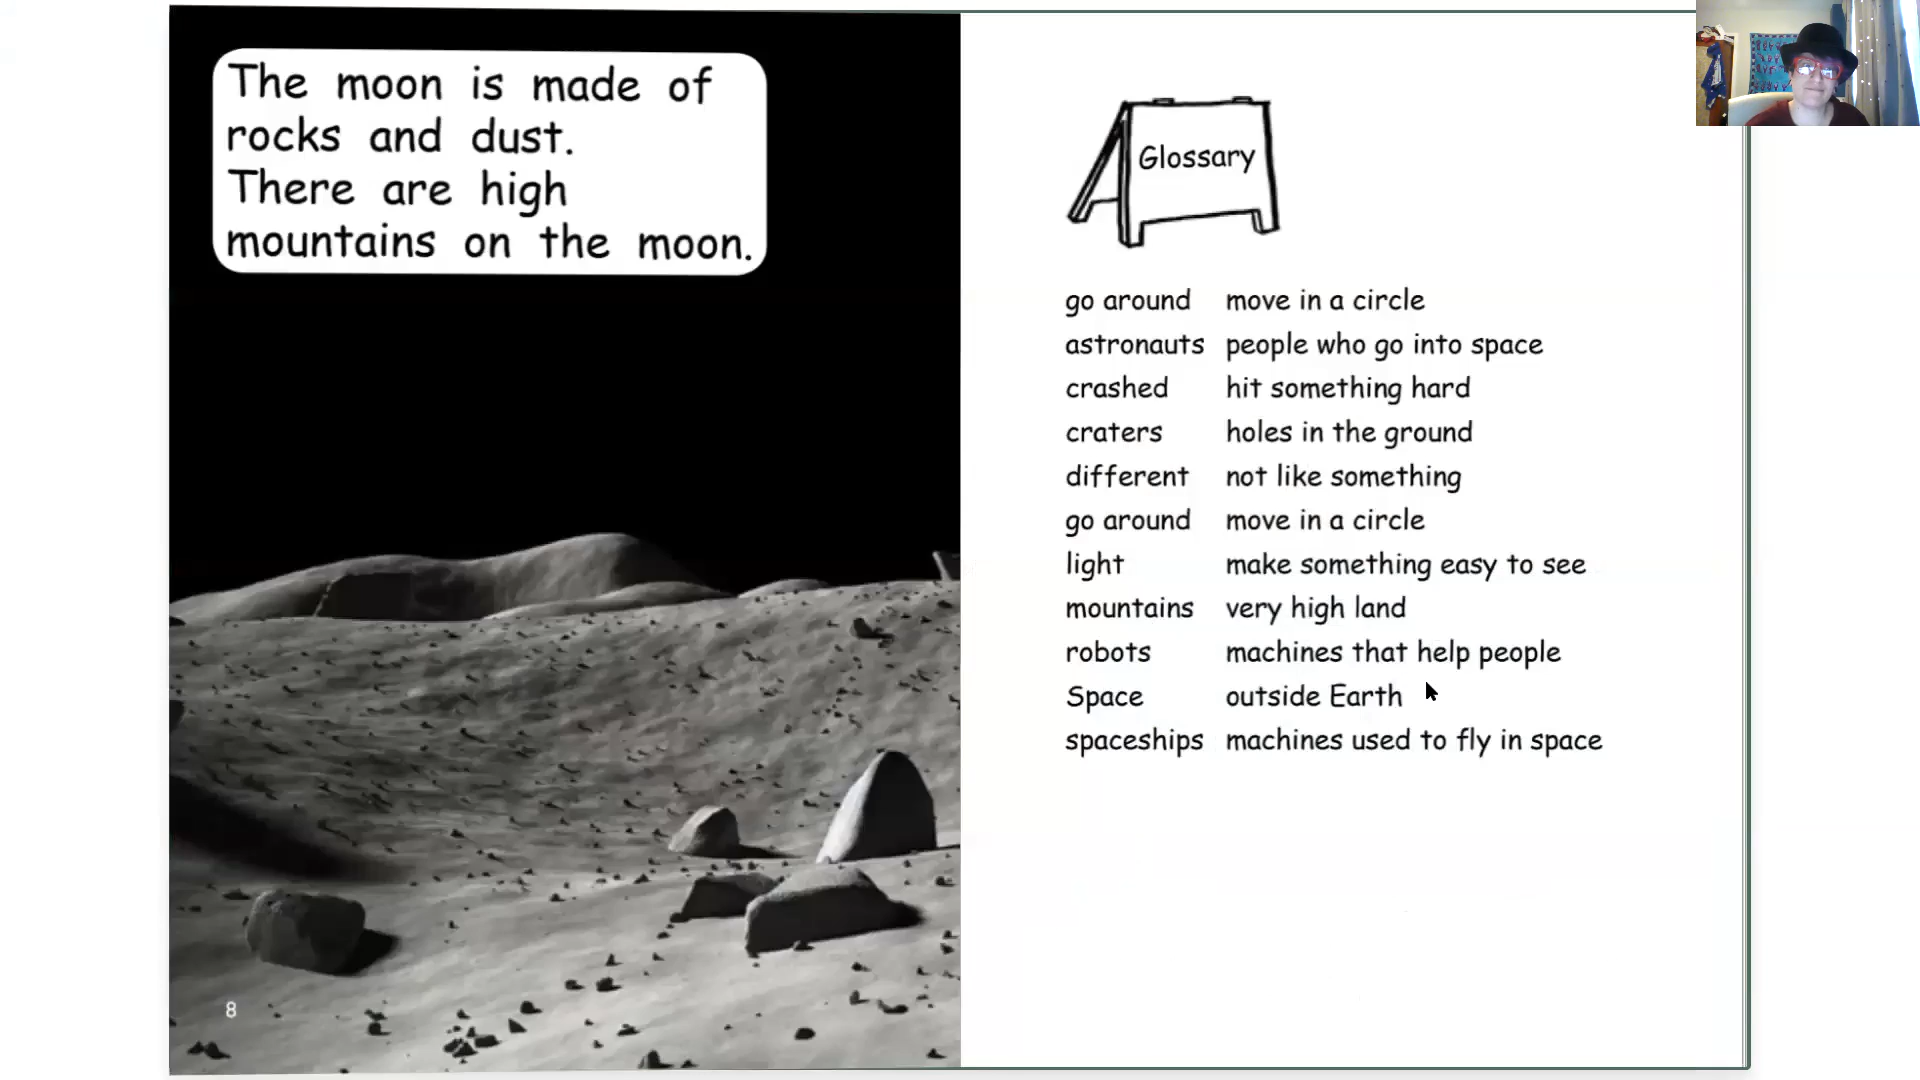 The moon is made of
rocks and dust.
There are high
mountains on the moon.
8
Glossary
go around move in a circle
astronauts people who go into space
crashed hit something hard
craters holes in the ground
different not like something
go around move in a circle
light make something easy to see
mountains very high land
robots machines that help people
Space outside Earth
spaceships machines used to fly in space